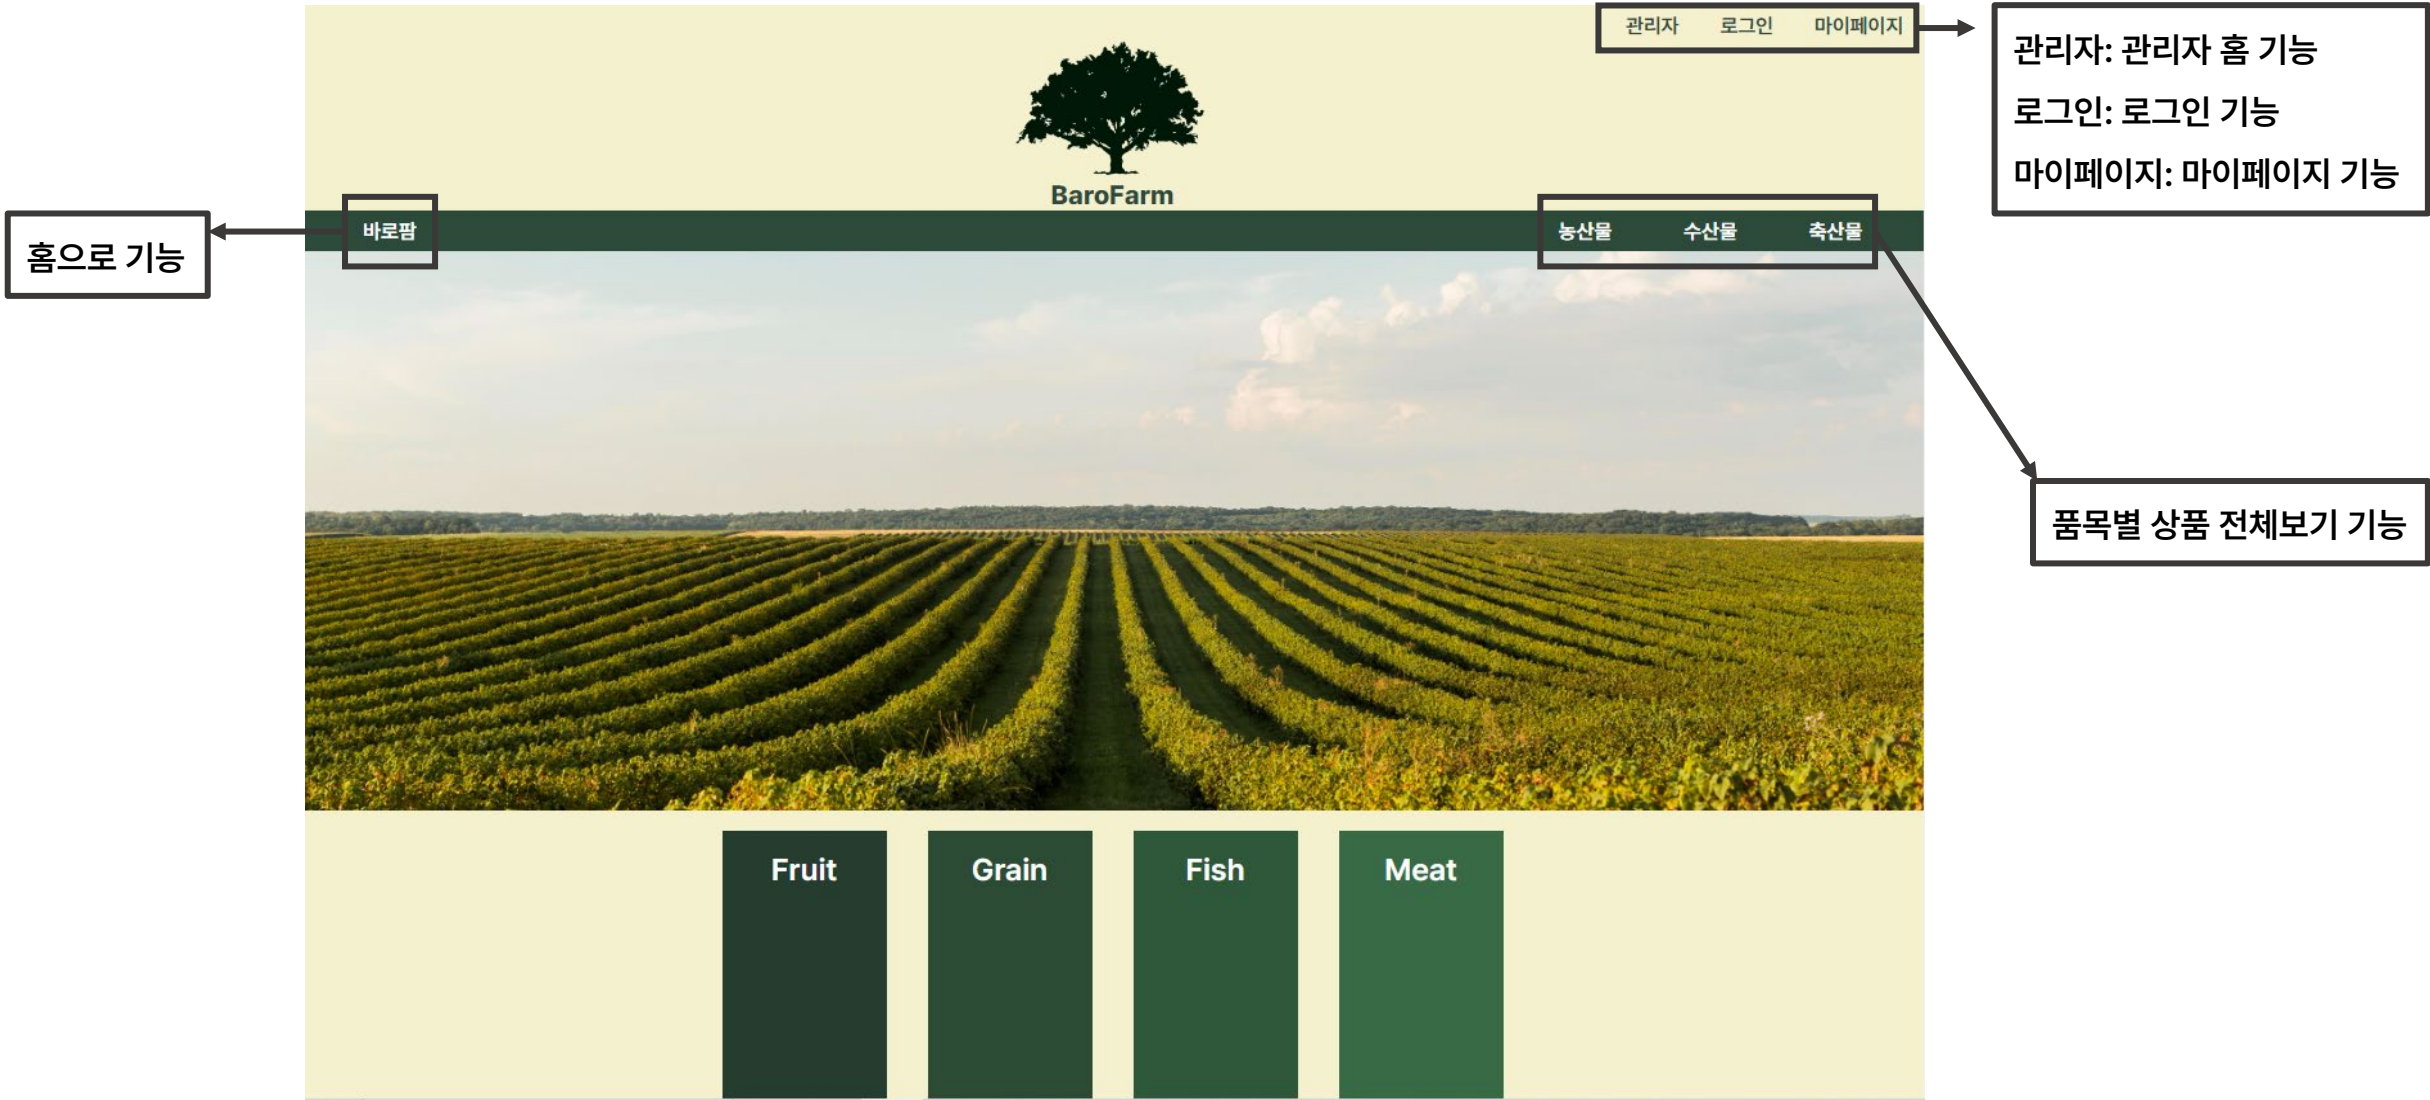 관리자 로그인 마이페이지
관리자: 관리자 홈 기능
로그인: 로그인 기능
마이페이지: 마이페이지 기능
BaroFarm
홈으로 기능
바로팜
농산물 수산물 축산물
품목별 상품 전체보기 기능
Fruit Grain Fish Meat